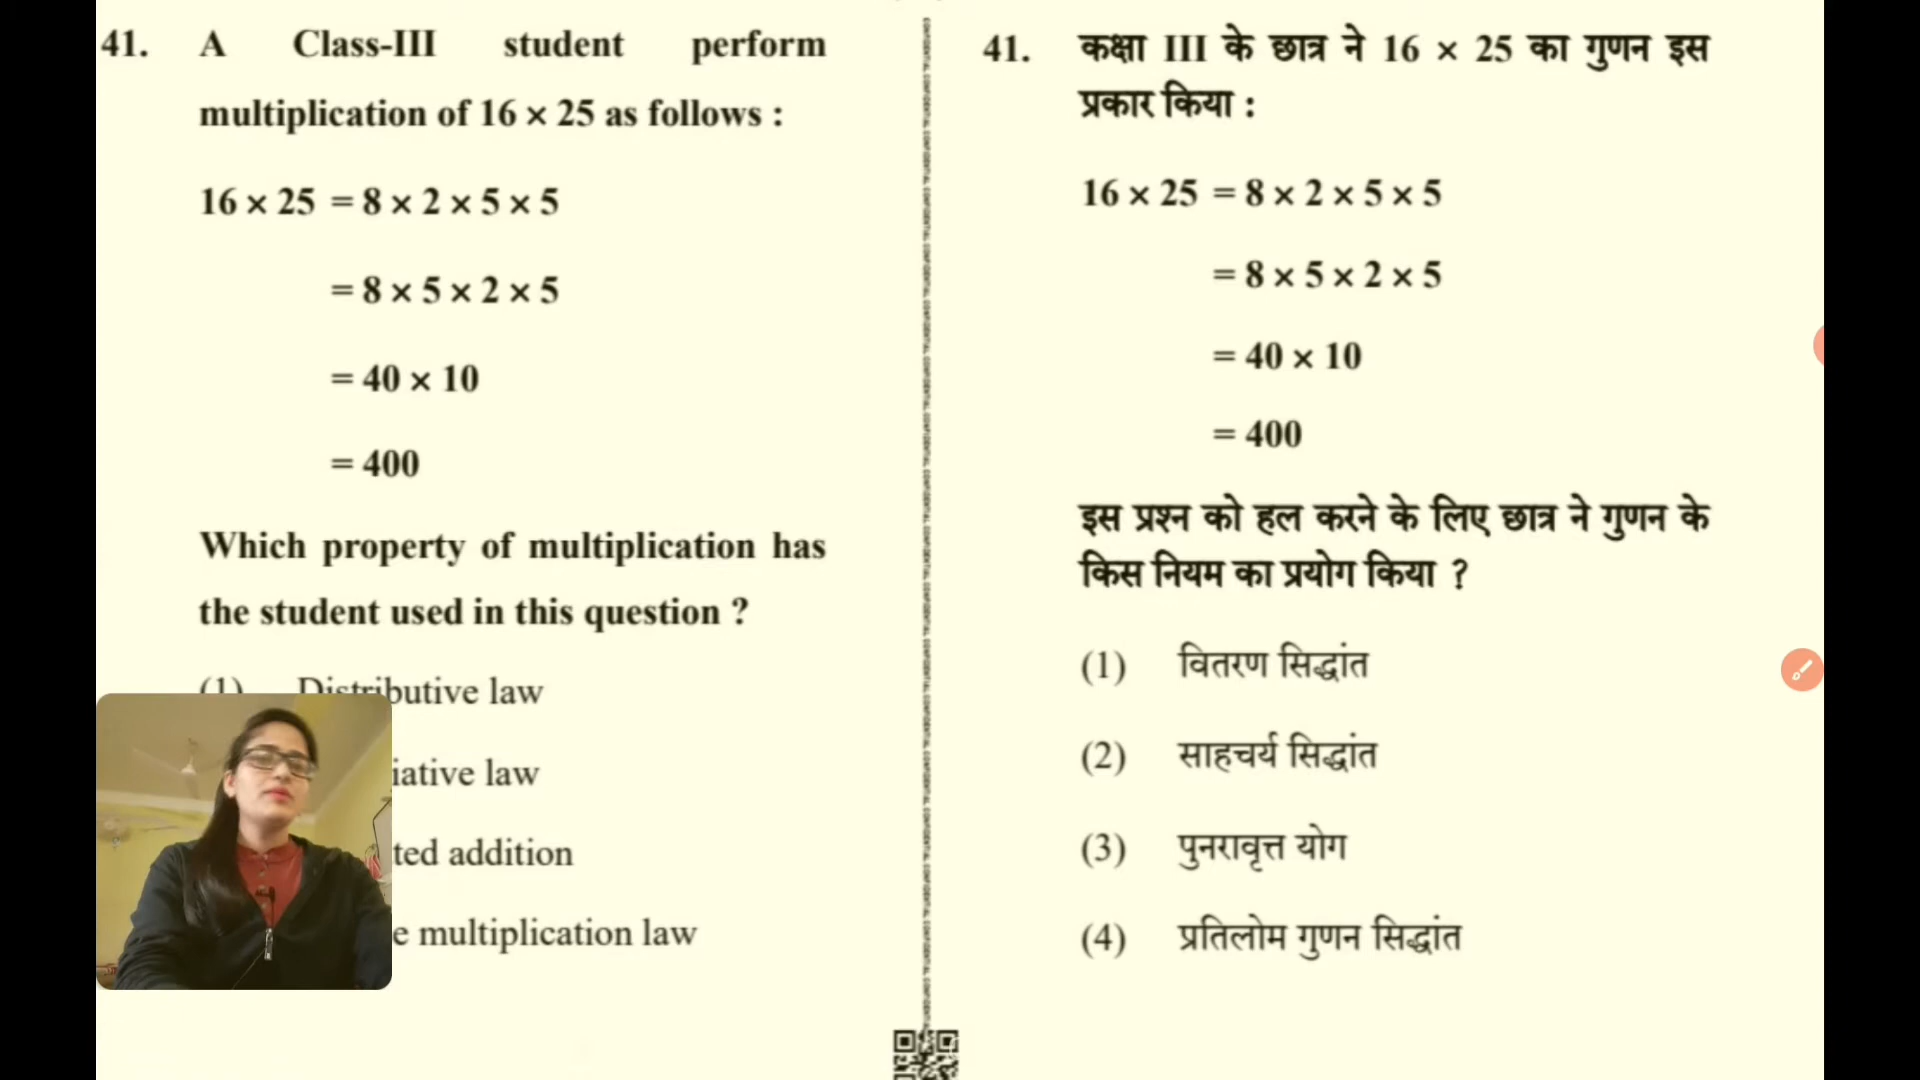 41. A Class-III student perform
multiplication of 16 × 25 as follows :
16 × 25 = 8 × 2 × 5 × 5
= 8 × 5 × 2 × 5
= 40 × 10
= 400
Which property of multiplication has
the student used in this question ?
(1) Distributive law
law
addition
multiplication law
41. कक्षा III के छात्र ने 16 × 25 का गुणन इस
प्रकार किया :
16 × 25 = 8 × 2 × 5 × 5
= 8 × 5 × 2 × 5
= 40 × 10
= 400
इस प्रश्न को हल करने के लिए छात्र ने गुणन के
किस नियम का प्रयोग किया ?
(1) वितरण सिद्धांत
(2) साहचर्य सिद्धांत
(3) पुनरावृत्त योग
(4) प्रतिलोम गुणन सिद्धांत